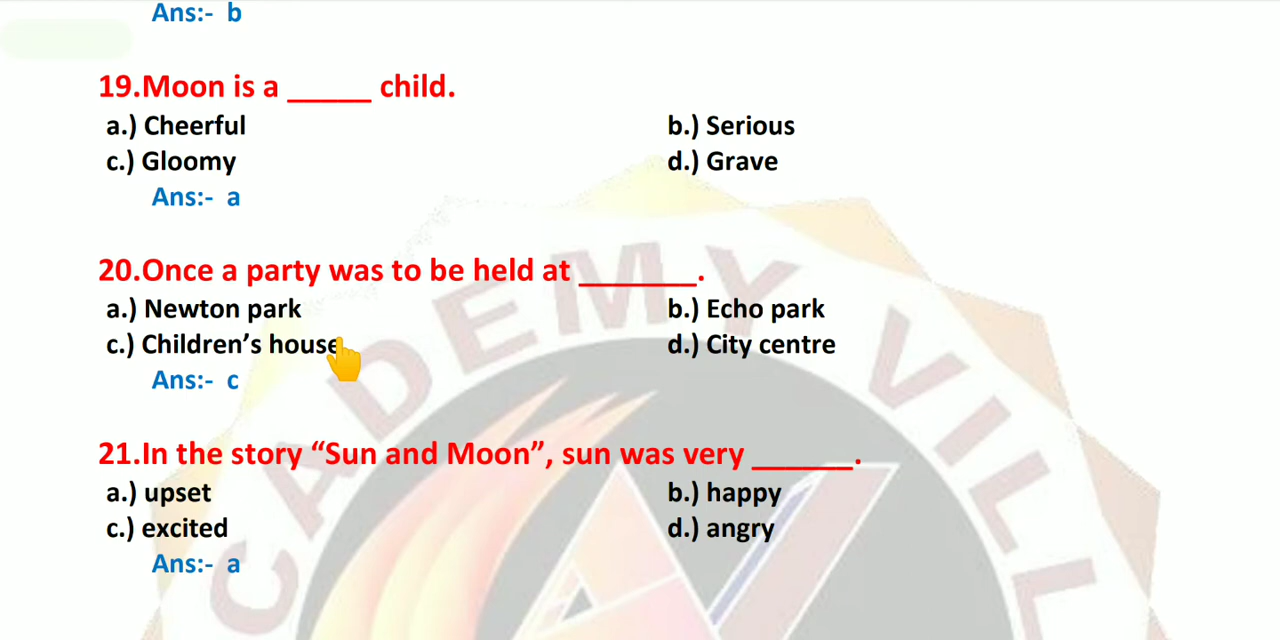 Ans:- b
19.Moon is a _____ child.
a.) Cheerful b.) Serious
c.) Gloomy d.) Grave
Ans:- a
20.Once a party was to be held at _______.
a.) Newton park b.) Echo park
c.) Children’s house d.) City centre
Ans:- c
21.In the story “Sun and Moon”, sun was very ______.
a.) upset b.) happy
c.) excited d.) angry
Ans:- a
CADEMY VILL